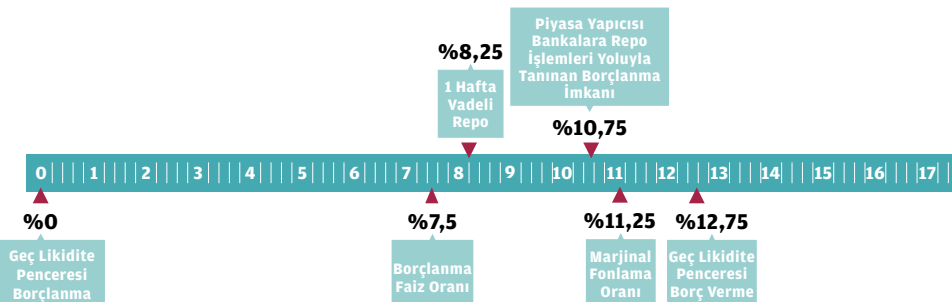 Piyasa Yapıcısı
Bankalara Repo
İşlemleri Yoluyla
Tanınan Borçlanma
İmkanı
%8,25
1 Hafta
Vadeli
Repo
%10,75
0 1 2 3 4 5 6 7 8 9 10 11 12 13 14 15 16 17
%0
Geç Likidite
Penceresi
Borçlanma
%7,5
Borçlanma
Faiz Oranı
%11,25
Marjinal
Fonlama
Oranı
%12,75
Geç Likidite
Penceresi
Borç Verme